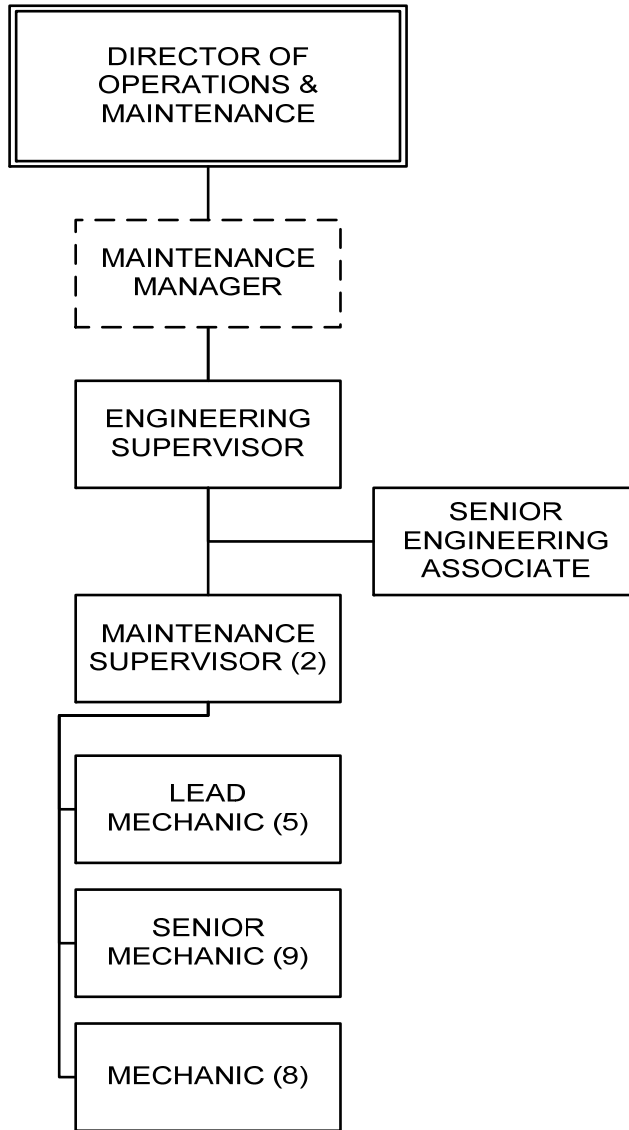 DIRECTOR OF
OPERATIONS &
MAINTENANCE
MAINTENANCE
MANAGER
ENGINEERING
SUPERVISOR
SENIOR
ENGINEERING
ASSOCIATE
MAINTENANCE
SUPERVISOR (2)
LEAD
MECHANIC (5)
SENIOR
MECHANIC (9)
MECHANIC (8)